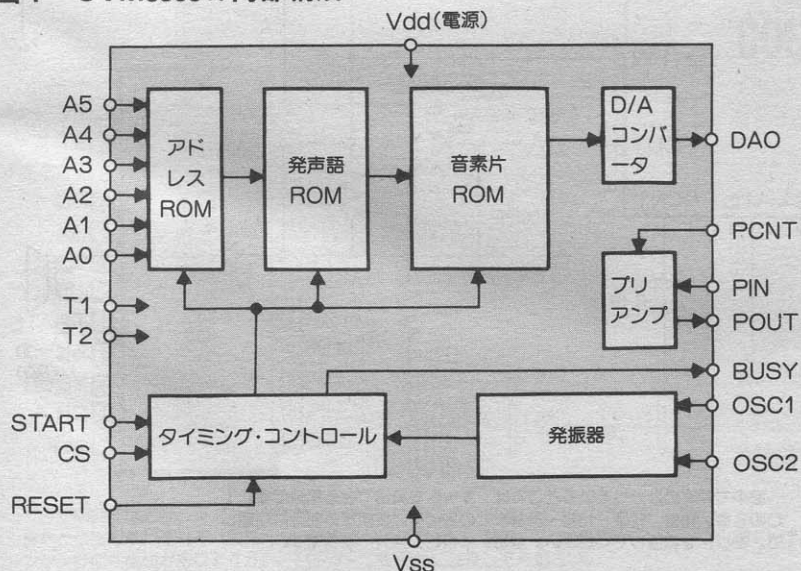 Vdd(電源)
A5
A4
A3
A2
A1
A0
T1
T2
START
CS
RESET
アド
レス
ROM
発声語
ROM
音素片
ROM
D/A
コンバ
ータ
プリ
アンプ
タイミング・コントロール
発振器
DAO
PCNT
PIN
POUT
BUSY
OSC1
OSC2
Vss